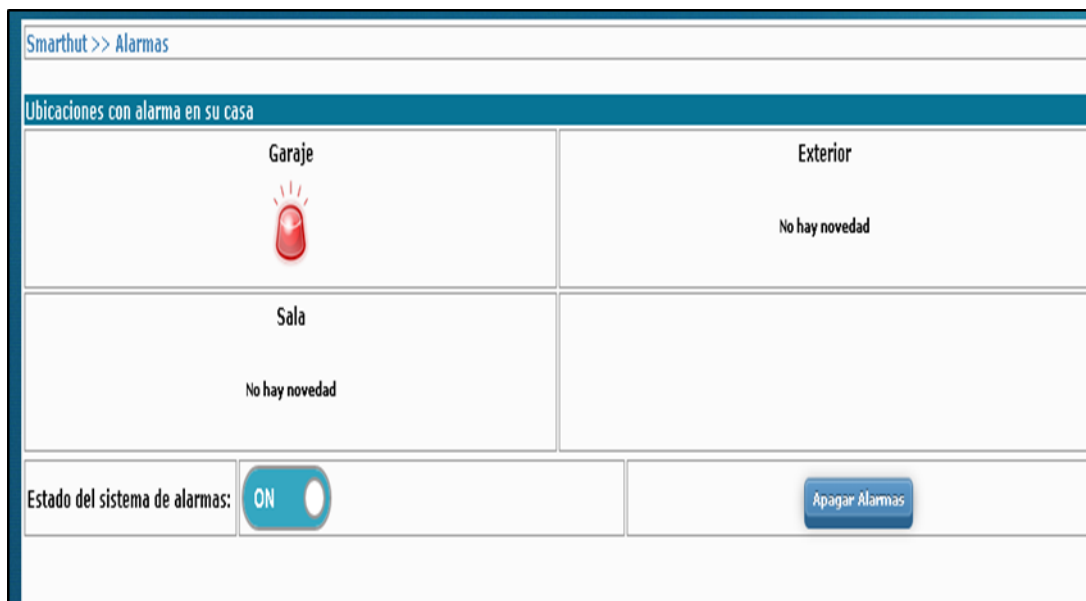 Smarthut >> Alarmas
Ubicaciones con alarma en su casa
Garaje
Exterior
No hay novedad
Sala
No hay novedad
Estado del sistema de alarmas:
ON
Apagar Alarmas